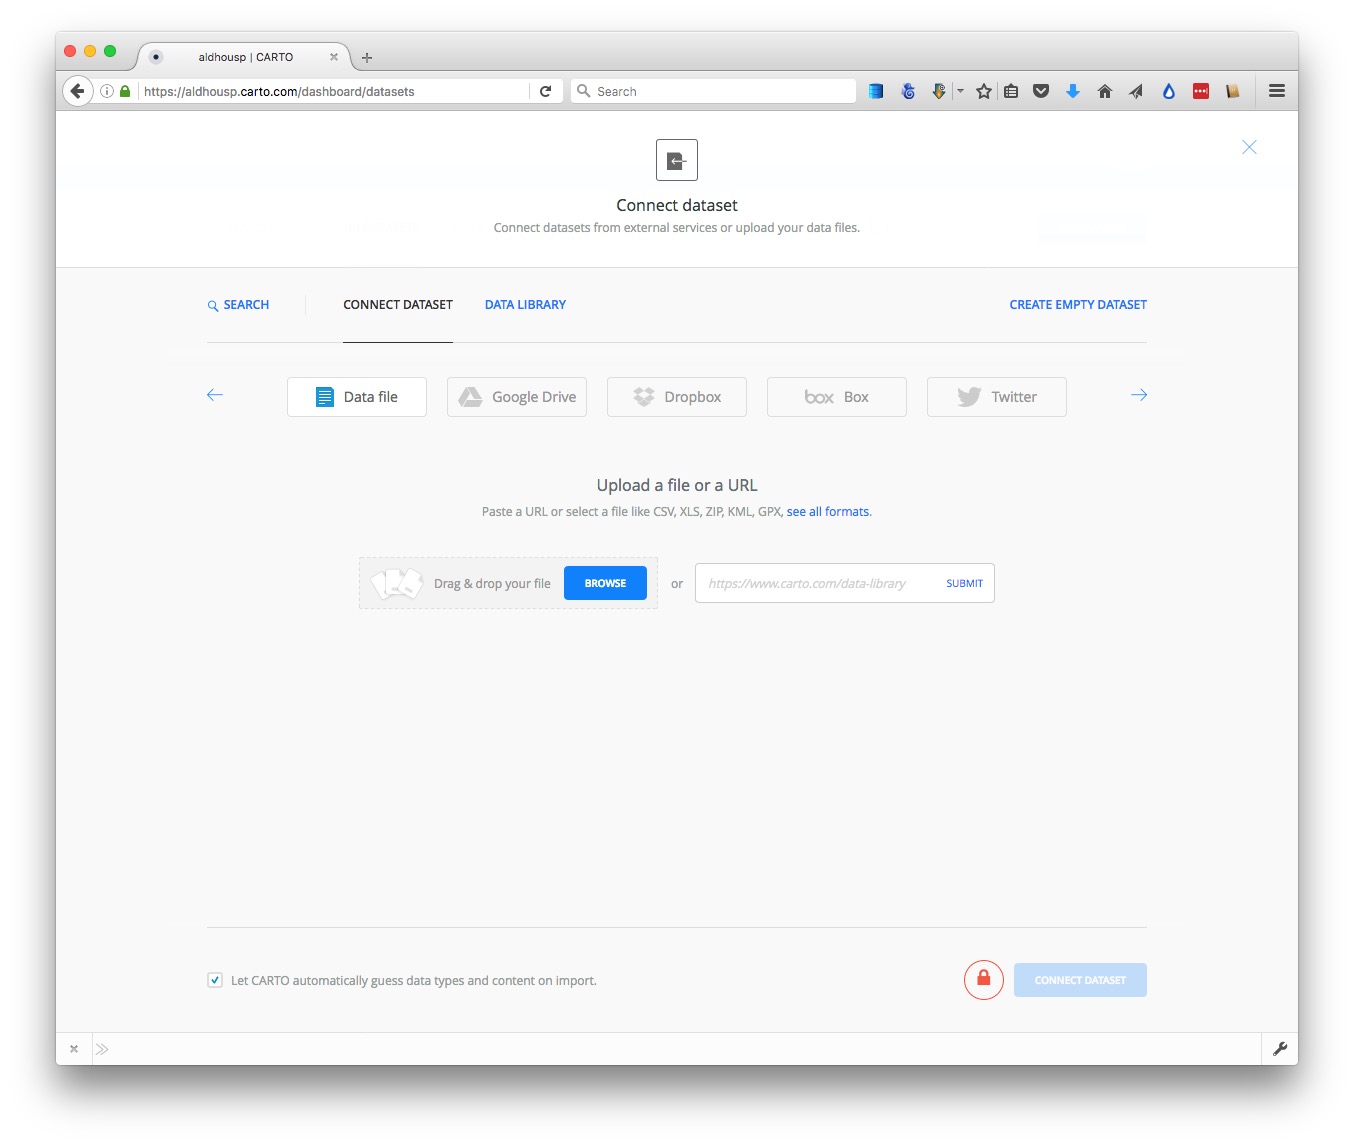 aldhousp | CARTO
https://aldhousp.carto.com/dashboard/datasets
Search
Connect dataset
Connect datasets from external services or upload your data files.
SEARCH
CONNECT DATASET
DATA LIBRARY
CREATE EMPTY DATASET
Data file
Google Drive
Dropbox
box Box
Twitter
Upload a file or a URL
Paste a URL or select a file like CSV, XLS, ZIP, KML, GPX, see all formats.
Drag & drop your file
BROWSE
or
https://www.carto.com/data-library
SUBMIT
Let CARTO automatically guess data types and content on import.
CONNECT DATASET